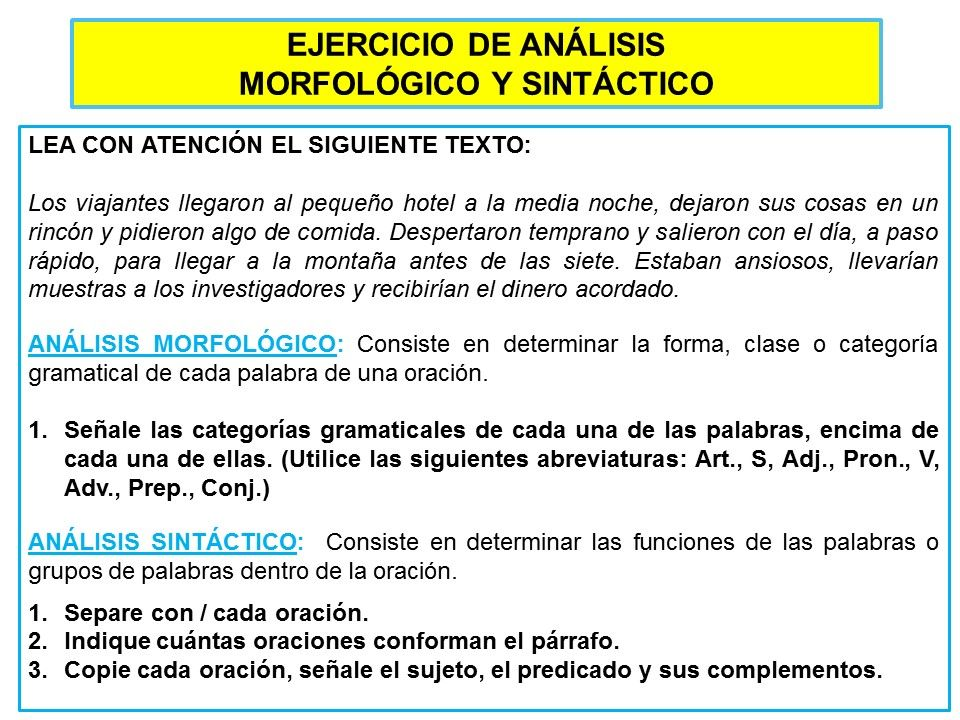 EJERCICIO DE ANÁLISIS
MORFOLÓGICO Y SINTÁCTICO
LEA CON ATENCIÓN EL SIGUIENTE TEXTO:
Los viajantes llegaron al pequeño hotel a la media noche, dejaron sus cosas en un
rincón y pidieron algo de comida. Despertaron temprano y salieron con el día, a paso
rápido, para llegar a la montaña antes de las siete. Estaban ansiosos, llevarían
muestras a los investigadores y recibirían el dinero acordado.
ANÁLISIS MORFOLÓGICO: Consiste en determinar la forma, clase o categoría
gramatical de cada palabra de una oración.
1. Señale las categorías gramaticales de cada una de las palabras, encima de
cada una de ellas. (Utilice las siguientes abreviaturas: Art., S, Adj., Pron., V,
Adv., Prep., Conj.)
ANÁLISIS SINTÁCTICO: Consiste en determinar las funciones de las palabras o
grupos de palabras dentro de la oración.
1. Separe con / cada oración.
2. Indique cuántas oraciones conforman el párrafo.
3. Copie cada oración, señale el sujeto, el predicado y sus complementos.